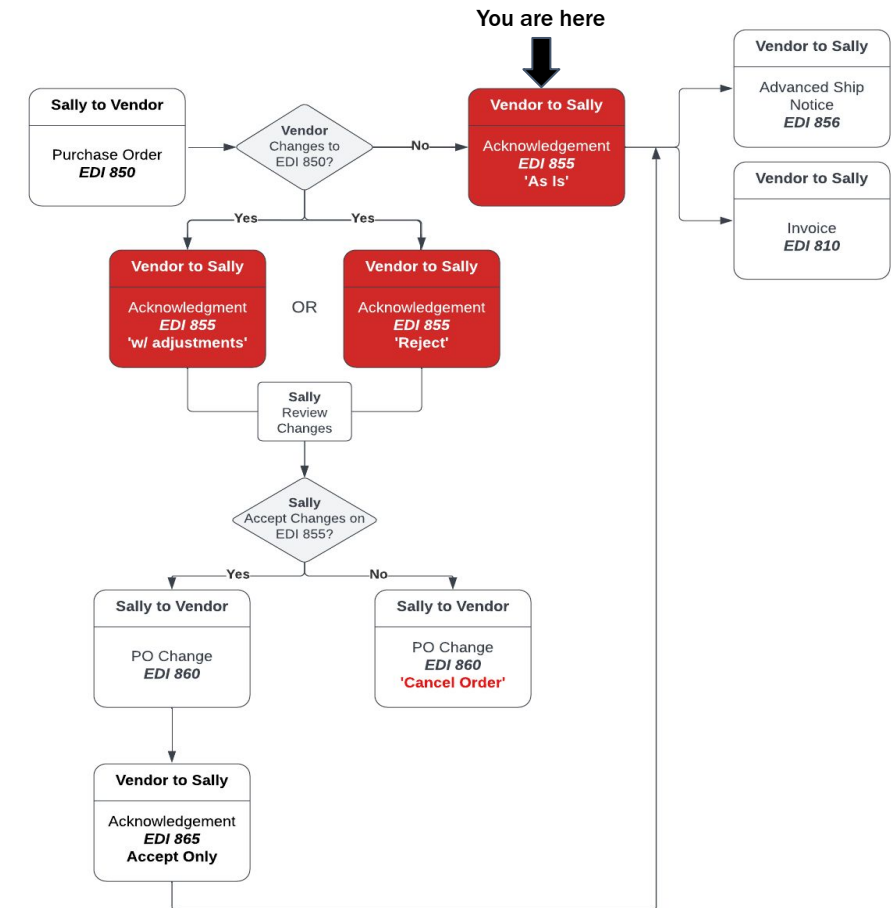 You are here
Sally to Vendor
Purchase Order
EDI 850
Vendor
Changes to
EDI 850?
No
Vendor to Sally
Acknowledgement
EDI 855
'As Is'
Vendor to Sally
Advanced Ship
Notice
EDI 856
Vendor to Sally
Invoice
EDI 810
Yes
Yes
Vendor to Sally
Acknowledgment
EDI 855
'w/ adjustments'
OR
Vendor to Sally
Acknowledgement
EDI 855
'Reject'
Sally
Review
Changes
Sally
Accept Changes on
EDI 855?
Yes
No
Sally to Vendor
PO Change
EDI 860
Sally to Vendor
PO Change
EDI 860
'Cancel Order'
Vendor to Sally
Acknowledgement
EDI 865
Accept Only